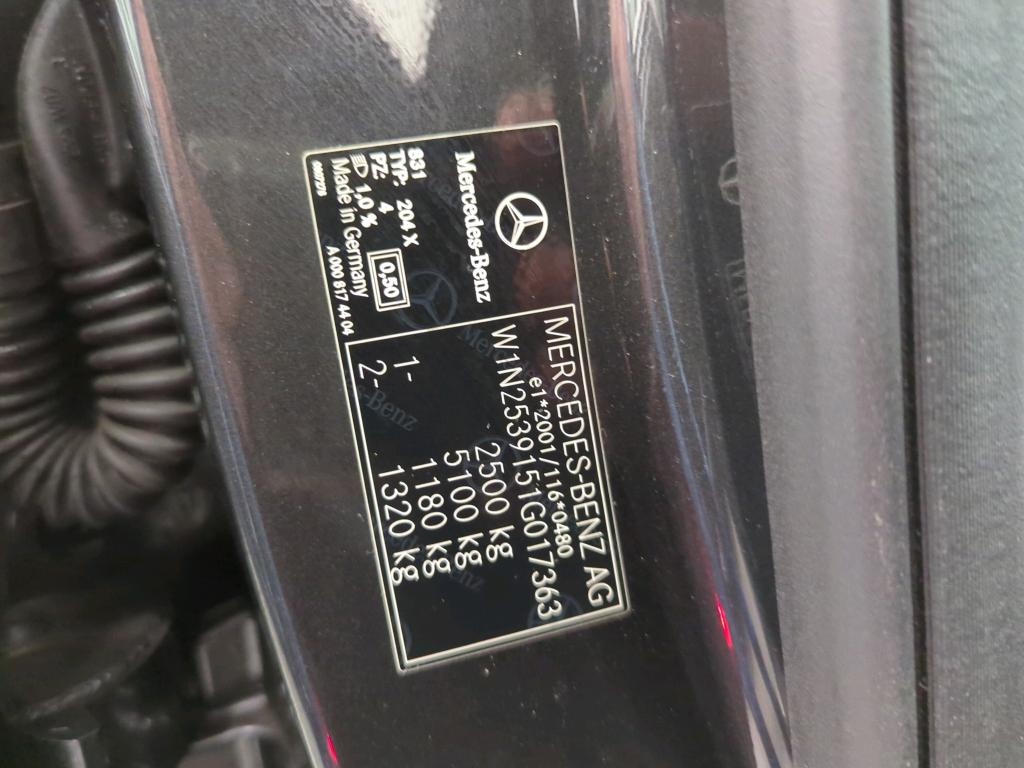 Mercedes-Benz
831
TYP: 204 X
PZ: 4
1,0 %
0,50
Made in Germany
A 000 817 44 04
MERCEDES-BENZ AG
e1*2001/116*0480
W1N2539151G017363
2500 kg
5100 kg
1- 1180 kg
2- 1320 kg